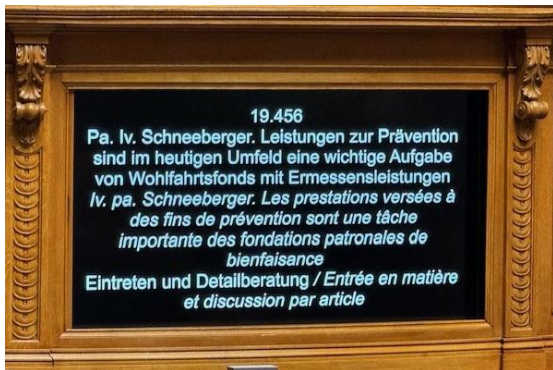 19.456
Pa. Iv. Schneeberger. Leistungen zur Prävention
sind im heutigen Umfeld eine wichtige Aufgabe
von Wohlfahrtsfonds mit Ermessensleistungen
Iv. pa. Schneeberger. Les prestations versées à
des fins de prévention sont une tâche
importante des fondations patronales de
bienfaisance
Eintreten und Detailberatung / Entrée en matière
et discussion par article